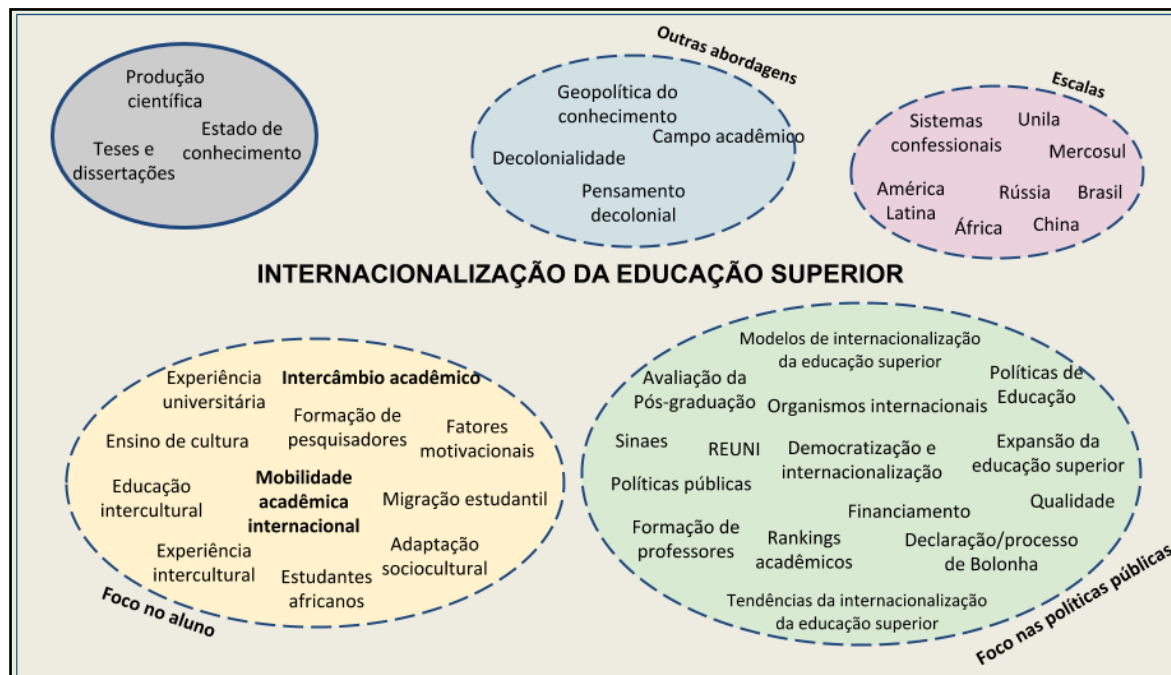 Produção
científica
Estado de
conhecimento
Teses e
dissertações
Outras abordagens
Geopolítica do
conhecimento
Campo acadêmico
Decolonialidade
Pensamento
decolonial
Escalas
Sistemas
confessionais
Unila
Mercosul
América
Latina
Rússia
Brasil
África
China
INTERNACIONALIZAÇÃO DA EDUCAÇÃO SUPERIOR
Experiência
universitária
Intercâmbio acadêmico
Formação de
pesquisadores
Fatores
motivacionais
Ensino de cultura
Educação
intercultural
Mobilidade
acadêmica
internacional
Migração estudantil
Experiência
intercultural
Estudantes
africanos
Adaptação
sociocultural
Foco no aluno
Modelos de internacionalização
da educação superior
Avaliação da
Pós-graduação
Organismos internacionais
Políticas de
Educação
Sinaes
REUNI
Democratização e
internacionalização
Expansão da
educação superior
Políticas públicas
Qualidade
Financiamento
Formação de
professores
Rankings
acadêmicos
Declaração/processo
de Bolonha
Tendências da internacionalização
da educação superior
Foco nas políticas públicas